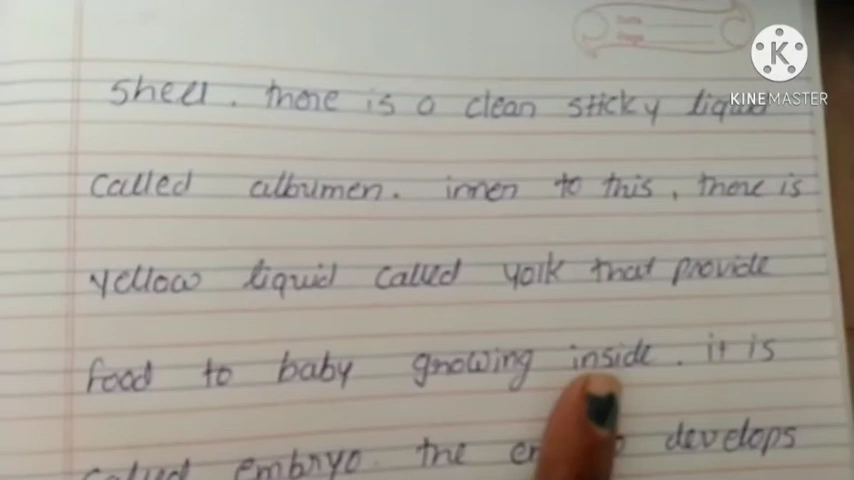 KINEMASTER
shell. there is a clear sticky liquid
called albumen. inner to this, there is
yellow liquid called yolk that provide
food to baby growing inside. it is
called embryo. the develops